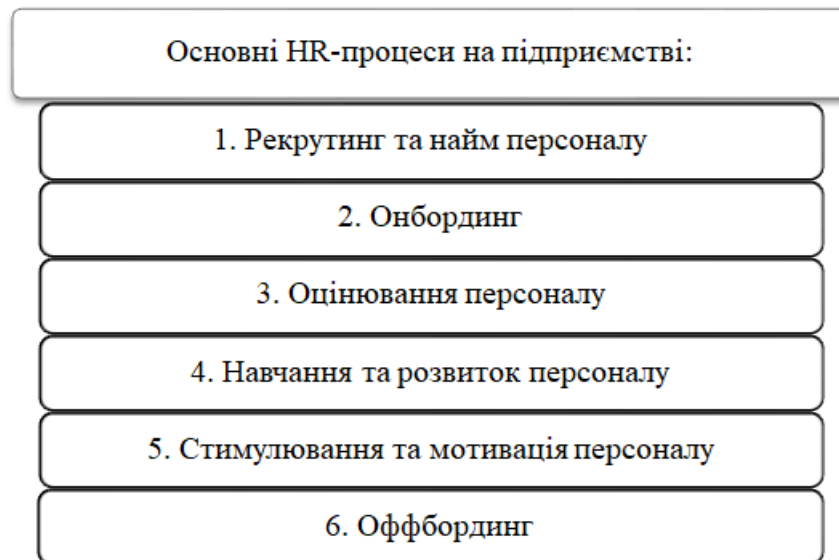 Основні HR-процеси на підприємстві:
1. Рекрутинг та найм персоналу
2. Онбординг
3. Оцінювання персоналу
4. Навчання та розвиток персоналу
5. Стимулювання та мотивація персоналу
6. Оффбординг